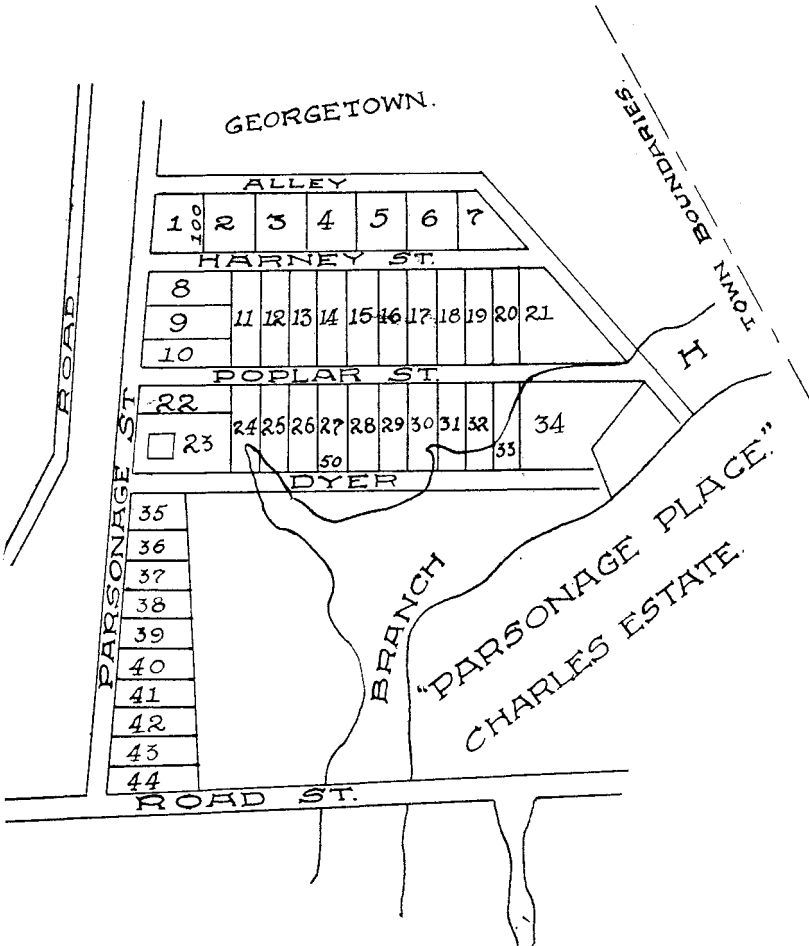 GEORGETOWN.
TOWN BOUNDARIES
ALLEY
1 100 2 3 4 5 6 7
HARNEY ST.
8
9
10
11 12 13 14 15 16 17 18 19 20 21
H
ROAD
POPLAR ST.
22
23
24 25 26 27 28 29 30 31 32 33 34
50
DYER
PARSONAGE ST
35
36
37
38
39
40
41
42
43
44
BRANCH
"PARSONAGE PLACE."
CHARLES ESTATE.
ROAD ST.